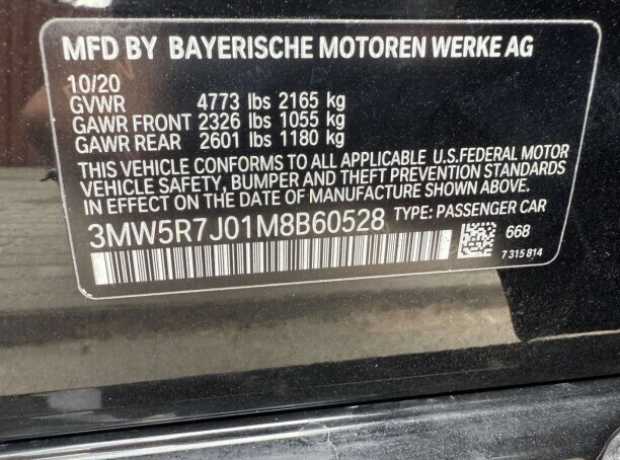 MFD BY BAYERISCHE MOTOREN WERKE AG
10/20
GVWR 4773 lbs 2165 kg
GAWR FRONT 2326 lbs 1055 kg
GAWR REAR 2601 lbs 1180 kg
THIS VEHICLE CONFORMS TO ALL APPLICABLE U.S.FEDERAL MOTOR
VEHICLE SAFETY, BUMPER AND THEFT PREVENTION STANDARDS
IN EFFECT ON THE DATE OF MANUFACTURE SHOWN ABOVE.
3MW5R7J01M8B60528 TYPE: PASSENGER CAR
668
7 315 814